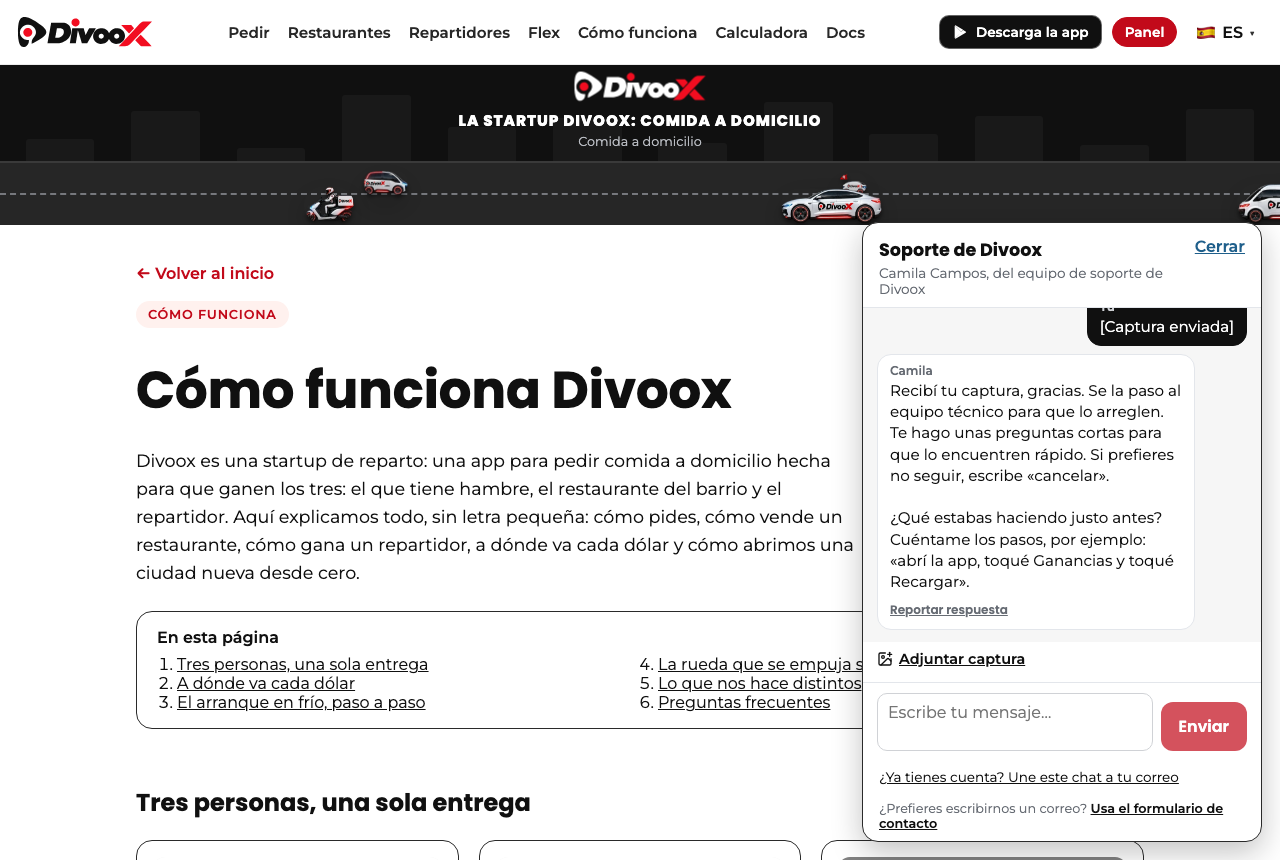 DivooX
Pedir
Restaurantes
Repartidores
Flex
Cómo funciona
Calculadora
Docs
Descarga la app
Panel
ES
DivooX
LA STARTUP DIVOOX: COMIDA A DOMICILIO
Comida a domicilio
← Volver al inicio
CÓMO FUNCIONA
Cómo funciona Divoox
Divoox es una startup de reparto: una app para pedir comida a domicilio hecha
para que ganen los tres: el que tiene hambre, el restaurante del barrio y el
repartidor. Aquí explicamos todo, sin letra pequeña: cómo pides, cómo vende un
restaurante, cómo gana un repartidor, a dónde va cada dólar y cómo abrimos una
ciudad nueva desde cero.
En esta página
1. Tres personas, una sola entrega
2. A dónde va cada dólar
3. El arranque en frío, paso a paso
4. La rueda que se empuja s
5. Lo que nos hace distintos
6. Preguntas frecuentes
Tres personas, una sola entrega
Soporte de Divoox
Cerrar
Camila Campos, del equipo de soporte de
Divoox
[Captura enviada]
Camila
Recibí tu captura, gracias. Se la paso al
equipo técnico para que lo arreglen.
Te hago unas preguntas cortas para
que lo encuentren rápido. Si prefieres
no seguir, escribe «cancelar».
¿Qué estabas haciendo justo antes?
Cuéntame los pasos, por ejemplo:
«abrí la app, toqué Ganancias y toqué
Recargar».
Reportar respuesta
Adjuntar captura
Escribe tu mensaje...
Enviar
¿Ya tienes cuenta? Une este chat a tu correo
¿Prefieres escribirnos un correo? Usa el formulario de
contacto